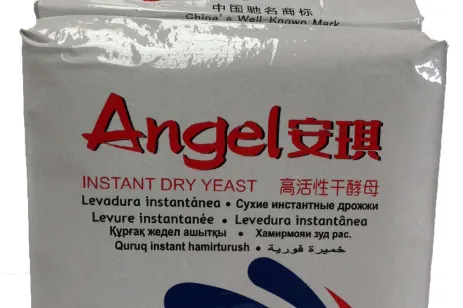 中国驰名商标
China's Well-Known Mark
Angel安琪
INSTANT DRY YEAST 高活性干酵母
Levadura instantánea • Сухие инстантные дрожжи
Levure instantanée • Levedura instantânea
Құрғақ жедел ашытқы • Хамирмояи зуд рас.
Quruq instant hamirturush • خميرة فورية